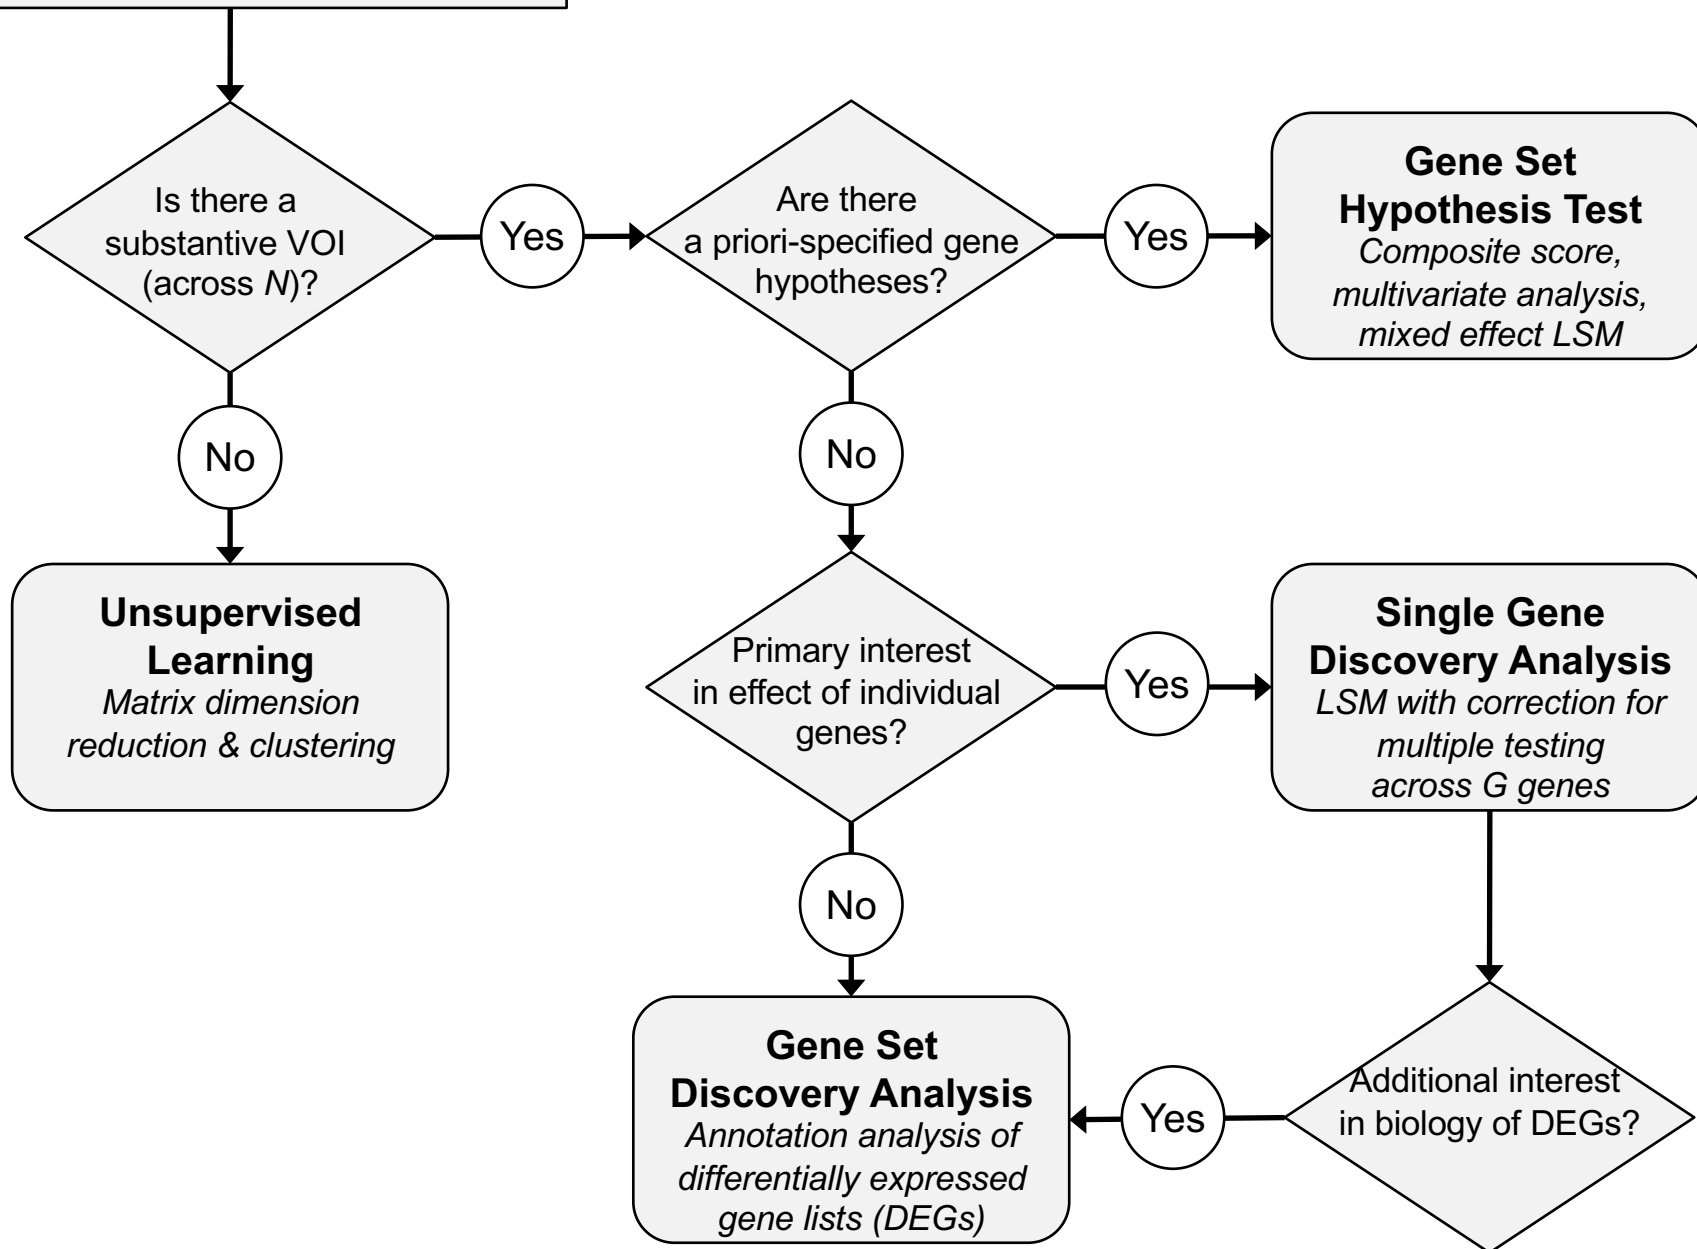 Is there a
substantive VOI
(across N)?
Yes
Are there
a priori-specified gene
hypotheses?
Yes
Gene Set
Hypothesis Test
Composite score,
multivariate analysis,
mixed effect LSM
No
No
Unsupervised
Learning
Matrix dimension
reduction & clustering
Primary interest
in effect of individual
genes?
Yes
Single Gene
Discovery Analysis
LSM with correction for
multiple testing
across G genes
No
Gene Set
Discovery Analysis
Annotation analysis of
differentially expressed
gene lists (DEGs)
Yes
Additional interest
in biology of DEGs?